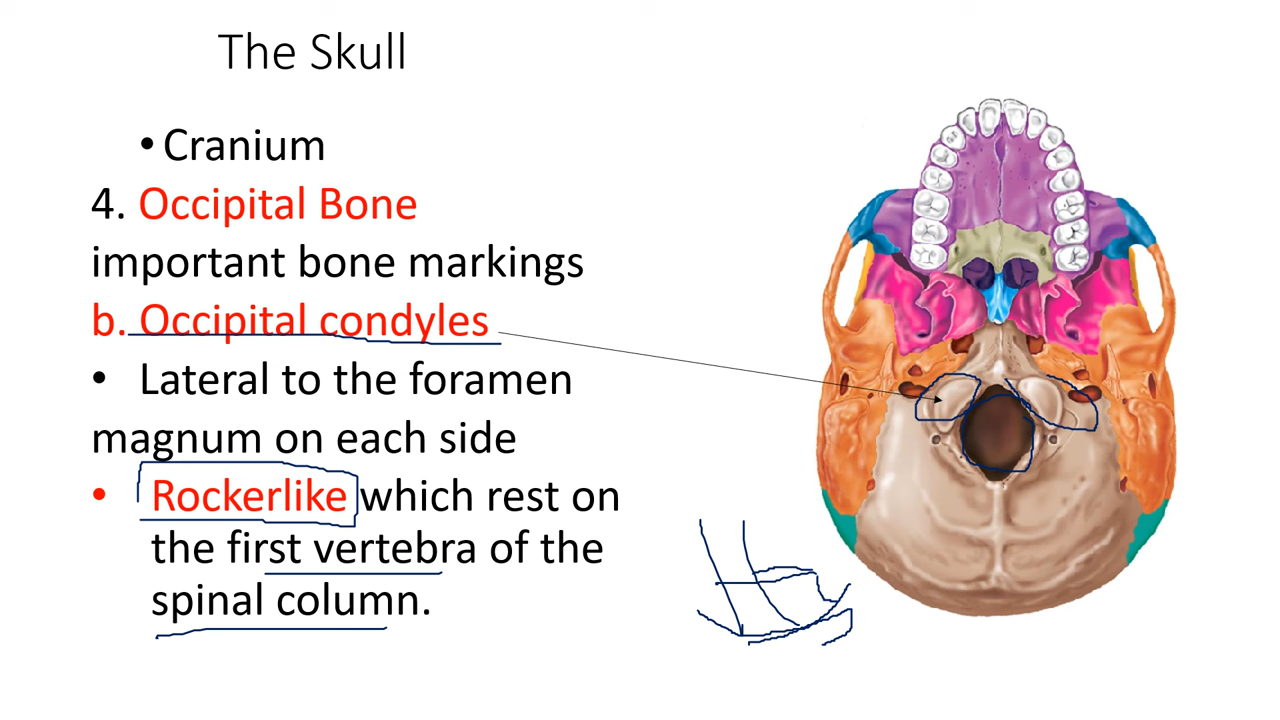 The Skull
• Cranium
4. Occipital Bone
important bone markings
b. Occipital condyles
• Lateral to the foramen
magnum on each side
• Rockerlike which rest on
the first vertebra of the
spinal column.